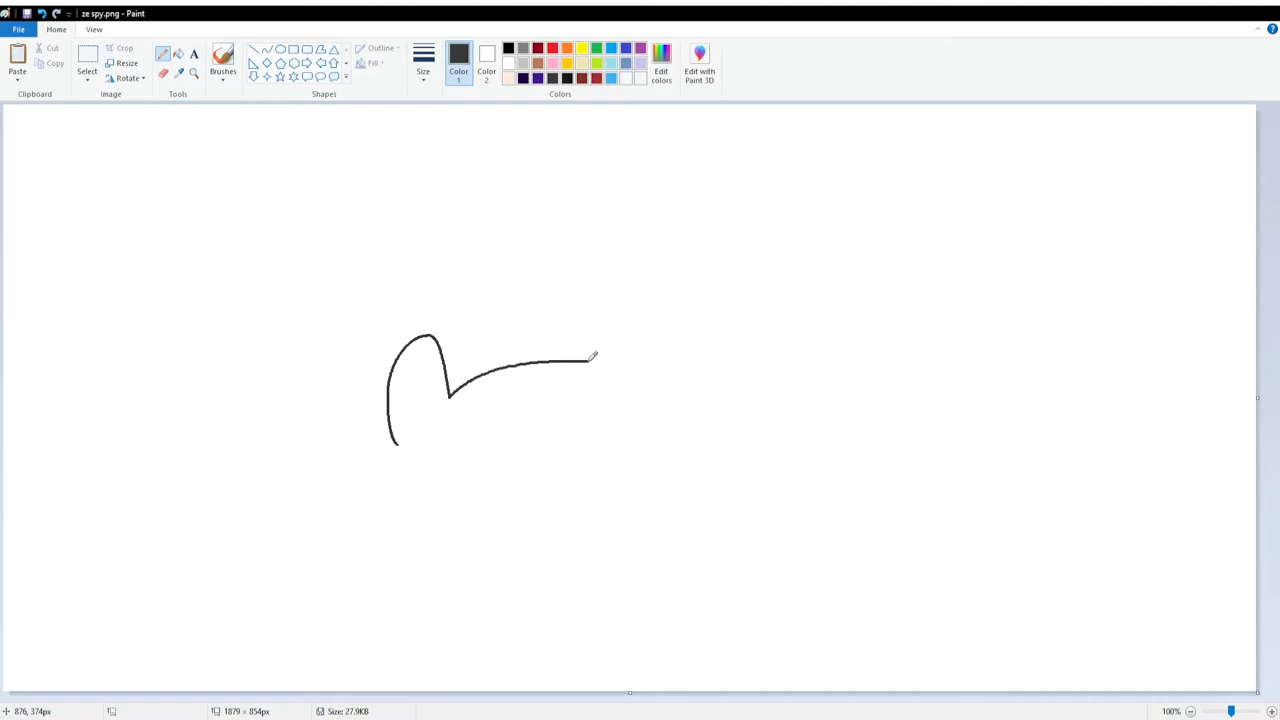 ze spy.png - Paint
File Home View
Paste
Cut
Copy
Clipboard
Select
Crop
Resize
Rotate
Image
Tools
Brushes
Shapes
Outline
Fill
Size
Color 1
Color 2
Colors
Edit colors
Edit with Paint 3D
876, 374px 1879 × 854px Size: 27.9KB 100%